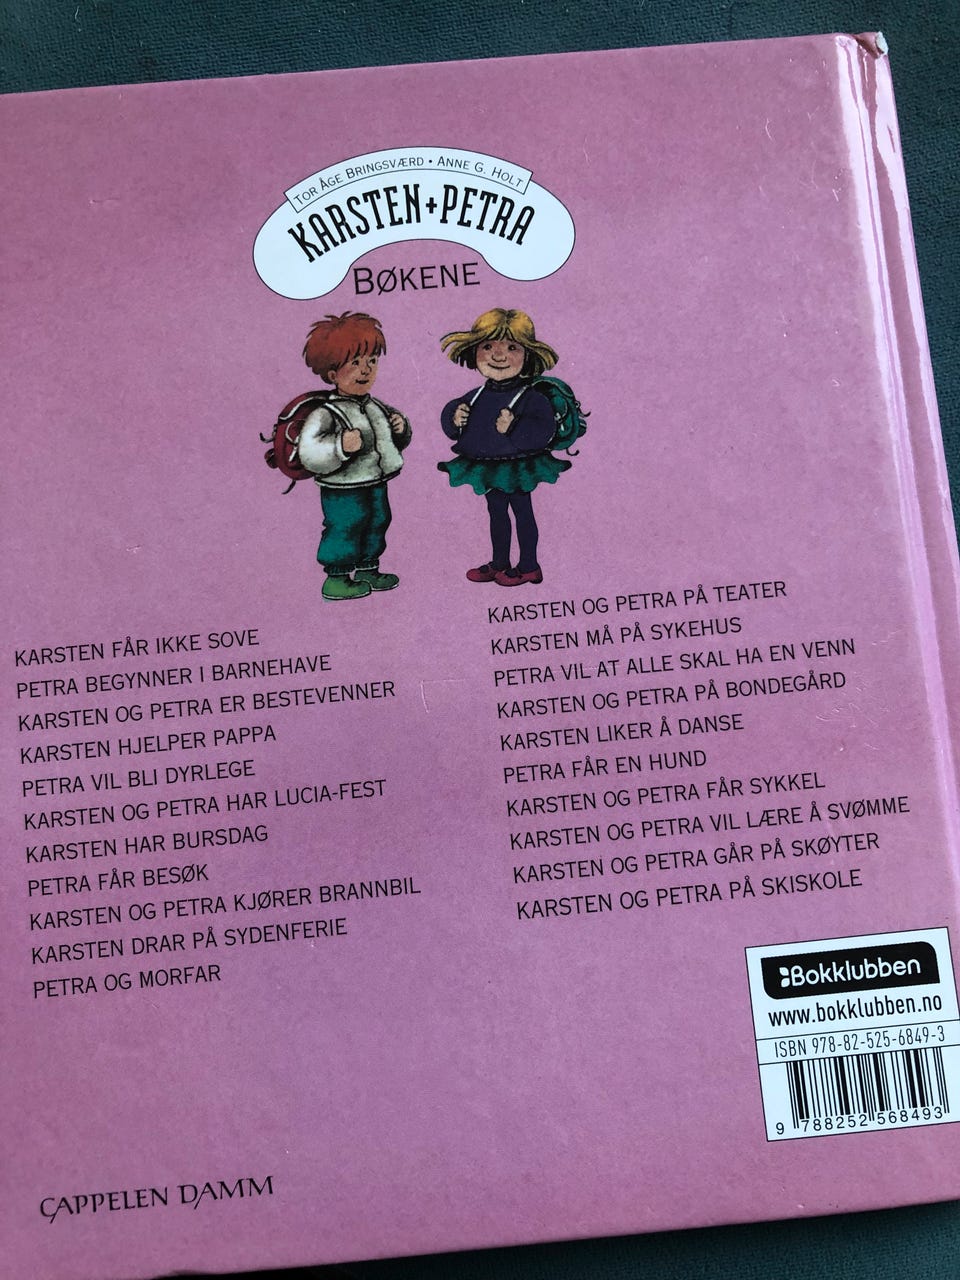 TOR ÅGE BRINGSVÆRD • ANNE G. HOLT
KARSTEN+PETRA
BØKENE
KARSTEN FÅR IKKE SOVE
PETRA BEGYNNER I BARNEHAVE
KARSTEN OG PETRA ER BESTEVENNER
KARSTEN HJELPER PAPPA
PETRA VIL BLI DYRLEGE
KARSTEN OG PETRA HAR LUCIA-FEST
KARSTEN HAR BURSDAG
PETRA FÅR BESØK
KARSTEN OG PETRA KJØRER BRANNBIL
KARSTEN DRAR PÅ SYDENFERIE
PETRA OG MORFAR
KARSTEN OG PETRA PÅ TEATER
KARSTEN MÅ PÅ SYKEHUS
PETRA VIL AT ALLE SKAL HA EN VENN
KARSTEN OG PETRA PÅ BONDEGÅRD
KARSTEN LIKER Å DANSE
PETRA FÅR EN HUND
KARSTEN OG PETRA FÅR SYKKEL
KARSTEN OG PETRA VIL LÆRE Å SVØMME
KARSTEN OG PETRA GÅR PÅ SKØYTER
KARSTEN OG PETRA PÅ SKISKOLE
Bokklubben
www.bokklubben.no
ISBN 978-82-525-6849-3
9 788252 568493
CAPPELEN DAMM